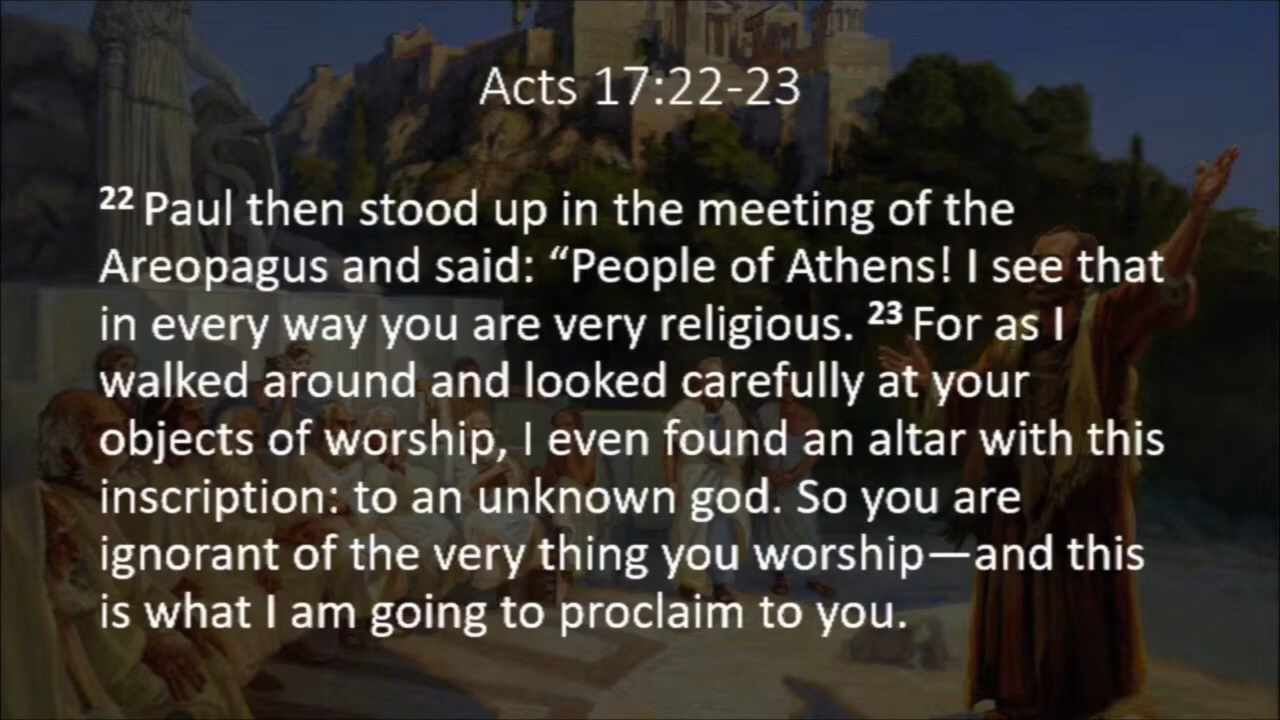 Acts 17:22-23
22 Paul then stood up in the meeting of the
Areopagus and said: “People of Athens! I see that
in every way you are very religious. 23 For as I
walked around and looked carefully at your
objects of worship, I even found an altar with this
inscription: to an unknown god. So you are
ignorant of the very thing you worship—and this
is what I am going to proclaim to you.